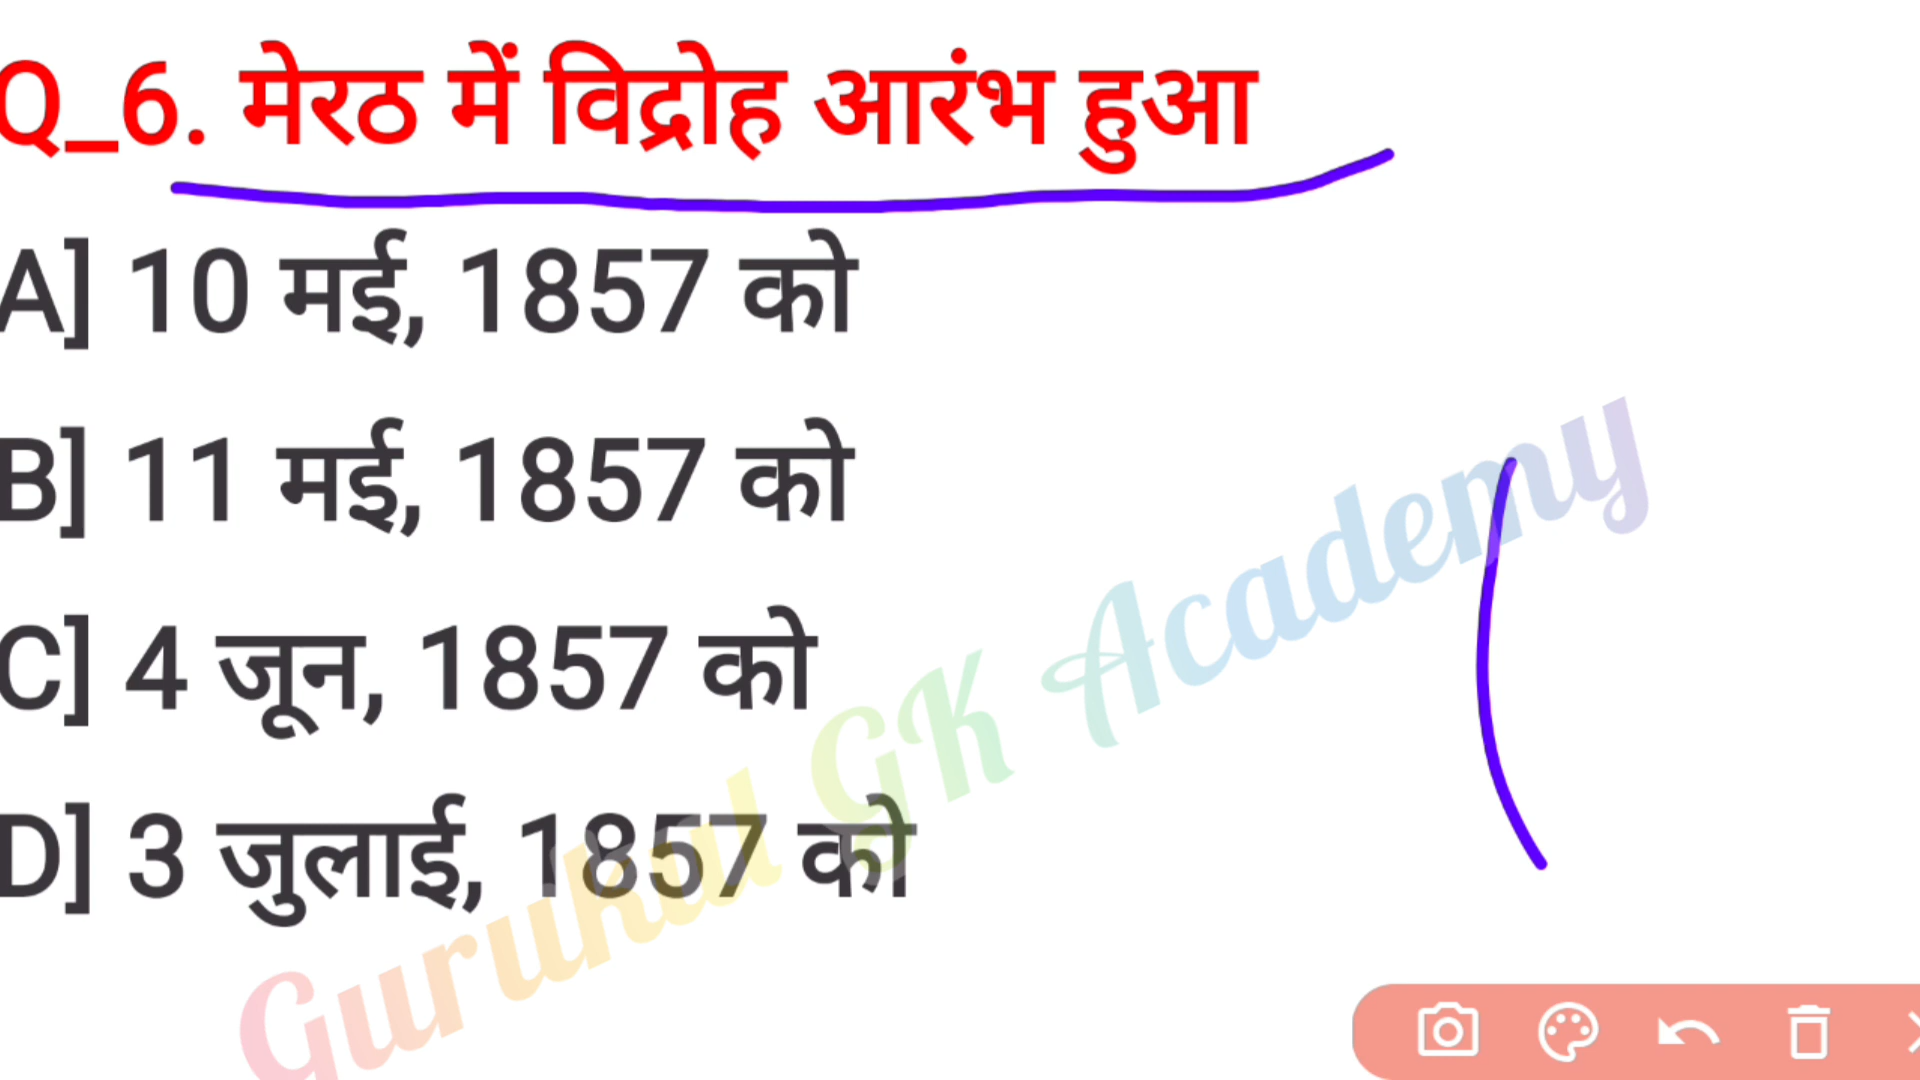 Q_6. मेरठ में विद्रोह आरंभ हुआ
A] 10 मई, 1857 को
B] 11 मई, 1857 को
C] 4 जून, 1857 को
D] 3 जुलाई, 1857 को
Gurukul GK Academy